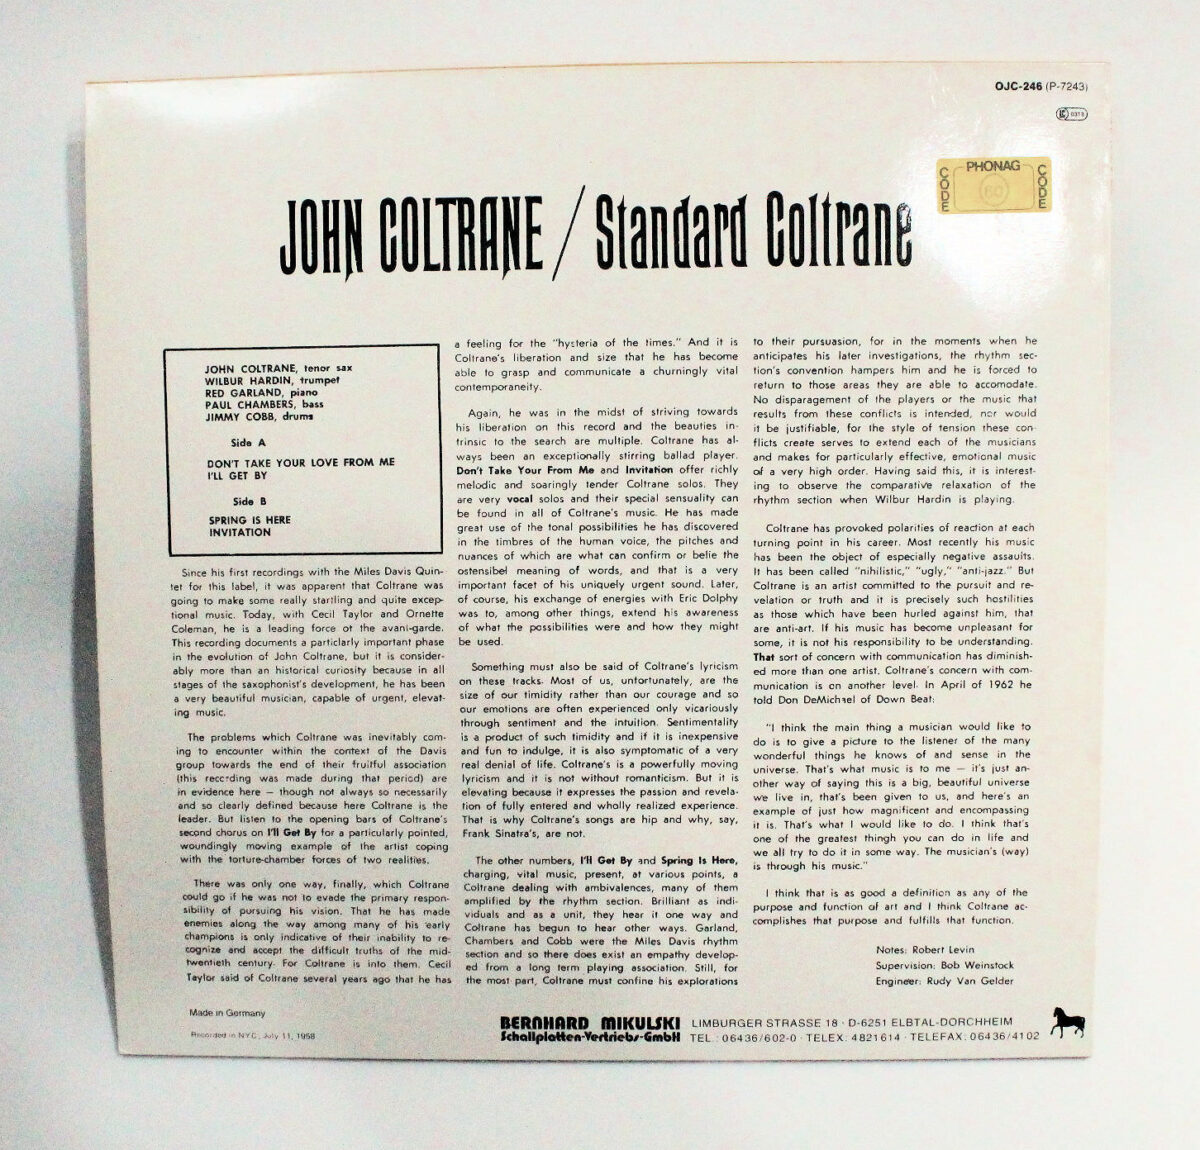 OJC-246 (P-7243)
PHONAG
CODE
CODE
60
JOHN COLTRANE / Standard Coltrane
JOHN COLTRANE, tenor sax
WILBUR HARDIN, trumpet
RED GARLAND, piano
PAUL CHAMBERS, bass
JIMMY COBB, drums
Side A
DON'T TAKE YOUR LOVE FROM ME
I'LL GET BY
Side B
SPRING IS HERE
INVITATION
Since his first recordings with the Miles Davis Quin-
tet for this label, it was apparent that Coltrane was
going to make some really startling and quite excep-
tional music. Today, with Cecil Taylor and Ornette
Coleman, he is a leading force of the avant-garde.
This recording documents a particlarly important phase
in the evolution of John Coltrane, but it is consider-
ably more than an historical curiosity because in all
stages of the saxophonist's development, he has been
a very beautiful musician, capable of urgent, elevat-
ing music.
The problems which Coltrane was inevitably com-
ing to encounter within the context of the Davis
group towards the end of their fruitful association
(this recording was made during that period) are
in evidence here — though not always so necessarily
and so clearly defined because here Coltrane is the
leader. But listen to the opening bars of Coltrane's
second chorus on I'll Get By for a particularly pointed,
woundingly moving example of the artist coping
with the torture-chamber forces of two realities.
There was only one way, finally, which Coltrane
could go if he was not to evade the primary respon-
sibility of pursuing his vision. That he has made
enemies along the way among many of his early
champions is only indicative of their inability to re-
cognize and accept the difficult truths of the mid-
twentieth century. For Coltrane is into them. Cecil
Taylor said of Coltrane several years ago that he has
a feeling for the "hysteria of the times." And it is
Coltrane's liberation and size that he has become
able to grasp and communicate a churningly vital
contemporaneity.
Again, he was in the midst of striving towards
his liberation on this record and the beauties in-
trinsic to the search are multiple. Coltrane has al-
ways been an exceptionally stirring ballad player.
Don't Take Your From Me and Invitation offer richly
melodic and soaringly tender Coltrane solos. They
are very vocal solos and their special sensuality can
be found in all of Coltrane's music. He has made
great use of the tonal possibilities he has discovered
in the timbres of the human voice, the pitches and
nuances of which are what can confirm or belie the
ostensibel meaning of words, and that is a very
important facet of his uniquely urgent sound. Later,
of course, his exchange of energies with Eric Dolphy
was to, among other things, extend his awareness
of what the possibilities were and how they might
be used.
Something must also be said of Coltrane's lyricism
on these tracks. Most of us, unfortunately, are the
size of our timidity rather than our courage and so
our emotions are often experienced only vicariously
through sentiment and the intuition. Sentimentality
is a product of such timidity and if it is inexpensive
and fun to indulge, it is also symptomatic of a very
real denial of life. Coltrane's is a powerfully moving
lyricism and it is not without romanticism. But it is
elevating because it expresses the passion and revela-
tion of fully entered and wholly realized experience.
That is why Coltrane's songs are hip and why, say,
Frank Sinatra's, are not.
The other numbers, I'll Get By and Spring Is Here,
charging, vital music, present, at various points, a
Coltrane dealing with ambivalences, many of them
amplified by the rhythm section. Brilliant as indi-
viduals and as a unit, they hear it one way and
Coltrane has begun to hear other ways. Garland,
Chambers and Cobb were the Miles Davis rhythm
section and so there does exist an empathy develop-
ed from a long term playing association. Still, for
the most part, Coltrane must confine his explorations
to their pursuasion, for in the moments when he
anticipates his later investigations, the rhythm sec-
tion's convention hampers him and he is forced to
return to those areas they are able to accomodate.
No disparagement of the players or the music that
results from these conflicts is intended, nor would
it be justifiable, for the style of tension these con-
flicts create serves to extend each of the musicians
and makes for particularly effective, emotional music
of a very high order. Having said this, it is interest-
ing to observe the comparative relaxation of the
rhythm section when Wilbur Hardin is playing.
Coltrane has provoked polarities of reaction at each
turning point in his career. Most recently his music
has been the object of especially negative assaults.
It has been called "nihilistic," "ugly," "anti-jazz." But
Coltrane is an artist committed to the pursuit and re-
velation or truth and it is precisely such hostilities
as those which have been hurled against him, that
are anti-art. If his music has become unpleasant for
some, it is not his responsibility to be understanding.
That sort of concern with communication has diminish-
ed more than one artist. Coltrane's concern with com-
munication is on another level. In April of 1962 he
told Don DeMichael of Down Beat:
"I think the main thing a musician would like to
do is to give a picture to the listener of the many
wonderful things he knows of and sense in the
universe. That's what music is to me — it's just an-
other way of saying this is a big, beautiful universe
we live in, that's been given to us, and here's an
example of just how magnificent and encompassing
it is. That's what I would like to do. I think that's
one of the greatest thingh you can do in life and
we all try to do it in some way. The musician's (way)
is through his music."
I think that is as good a definition as any of the
purpose and function of art and I think Coltrane ac-
complishes that purpose and fulfills that function.
Notes: Robert Levin
Supervision: Bob Weinstock
Engineer: Rudy Van Gelder
Made in Germany
Recorded in NYC, July 11, 1958
BERNHARD MIKULSKI
Schallplatten-Vertriebs-GmbH
LIMBURGER STRASSE 18 · D-6251 ELBTAL-DORCHHEIM
TEL.: 06436/602-0 · TELEX: 4821614 · TELEFAX: 06436/4102